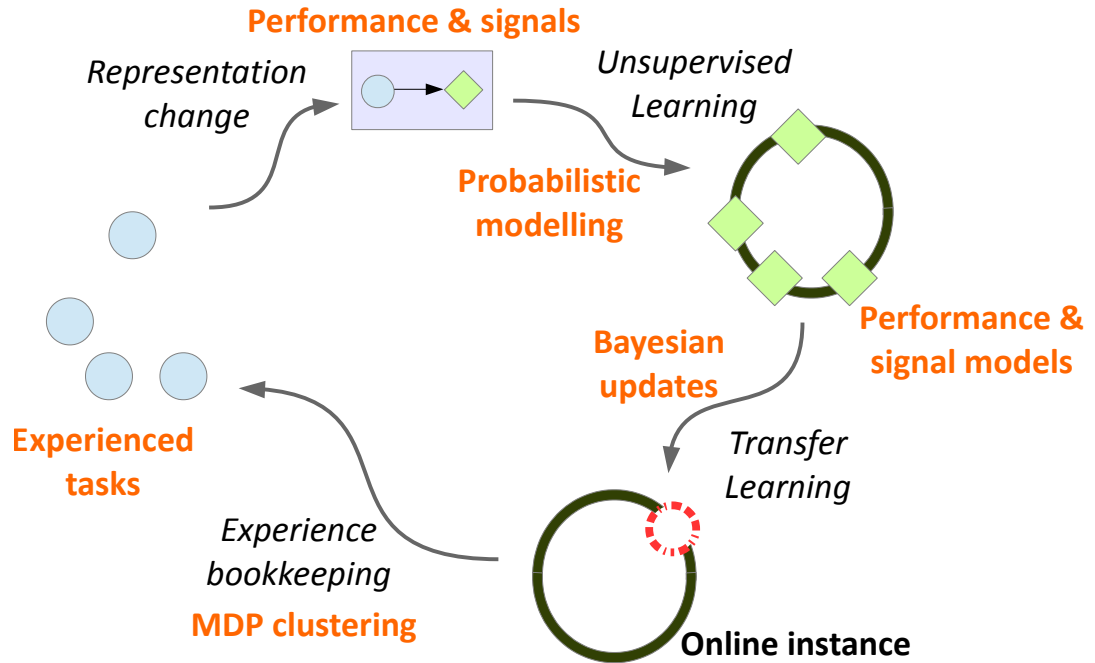 Performance & signals
Representation
change
Unsupervised
Learning
Probabilistic
modelling
Performance &
signal models
Bayesian
updates
Transfer
Learning
Online instance
Experience
bookkeeping
MDP clustering
Experienced
tasks